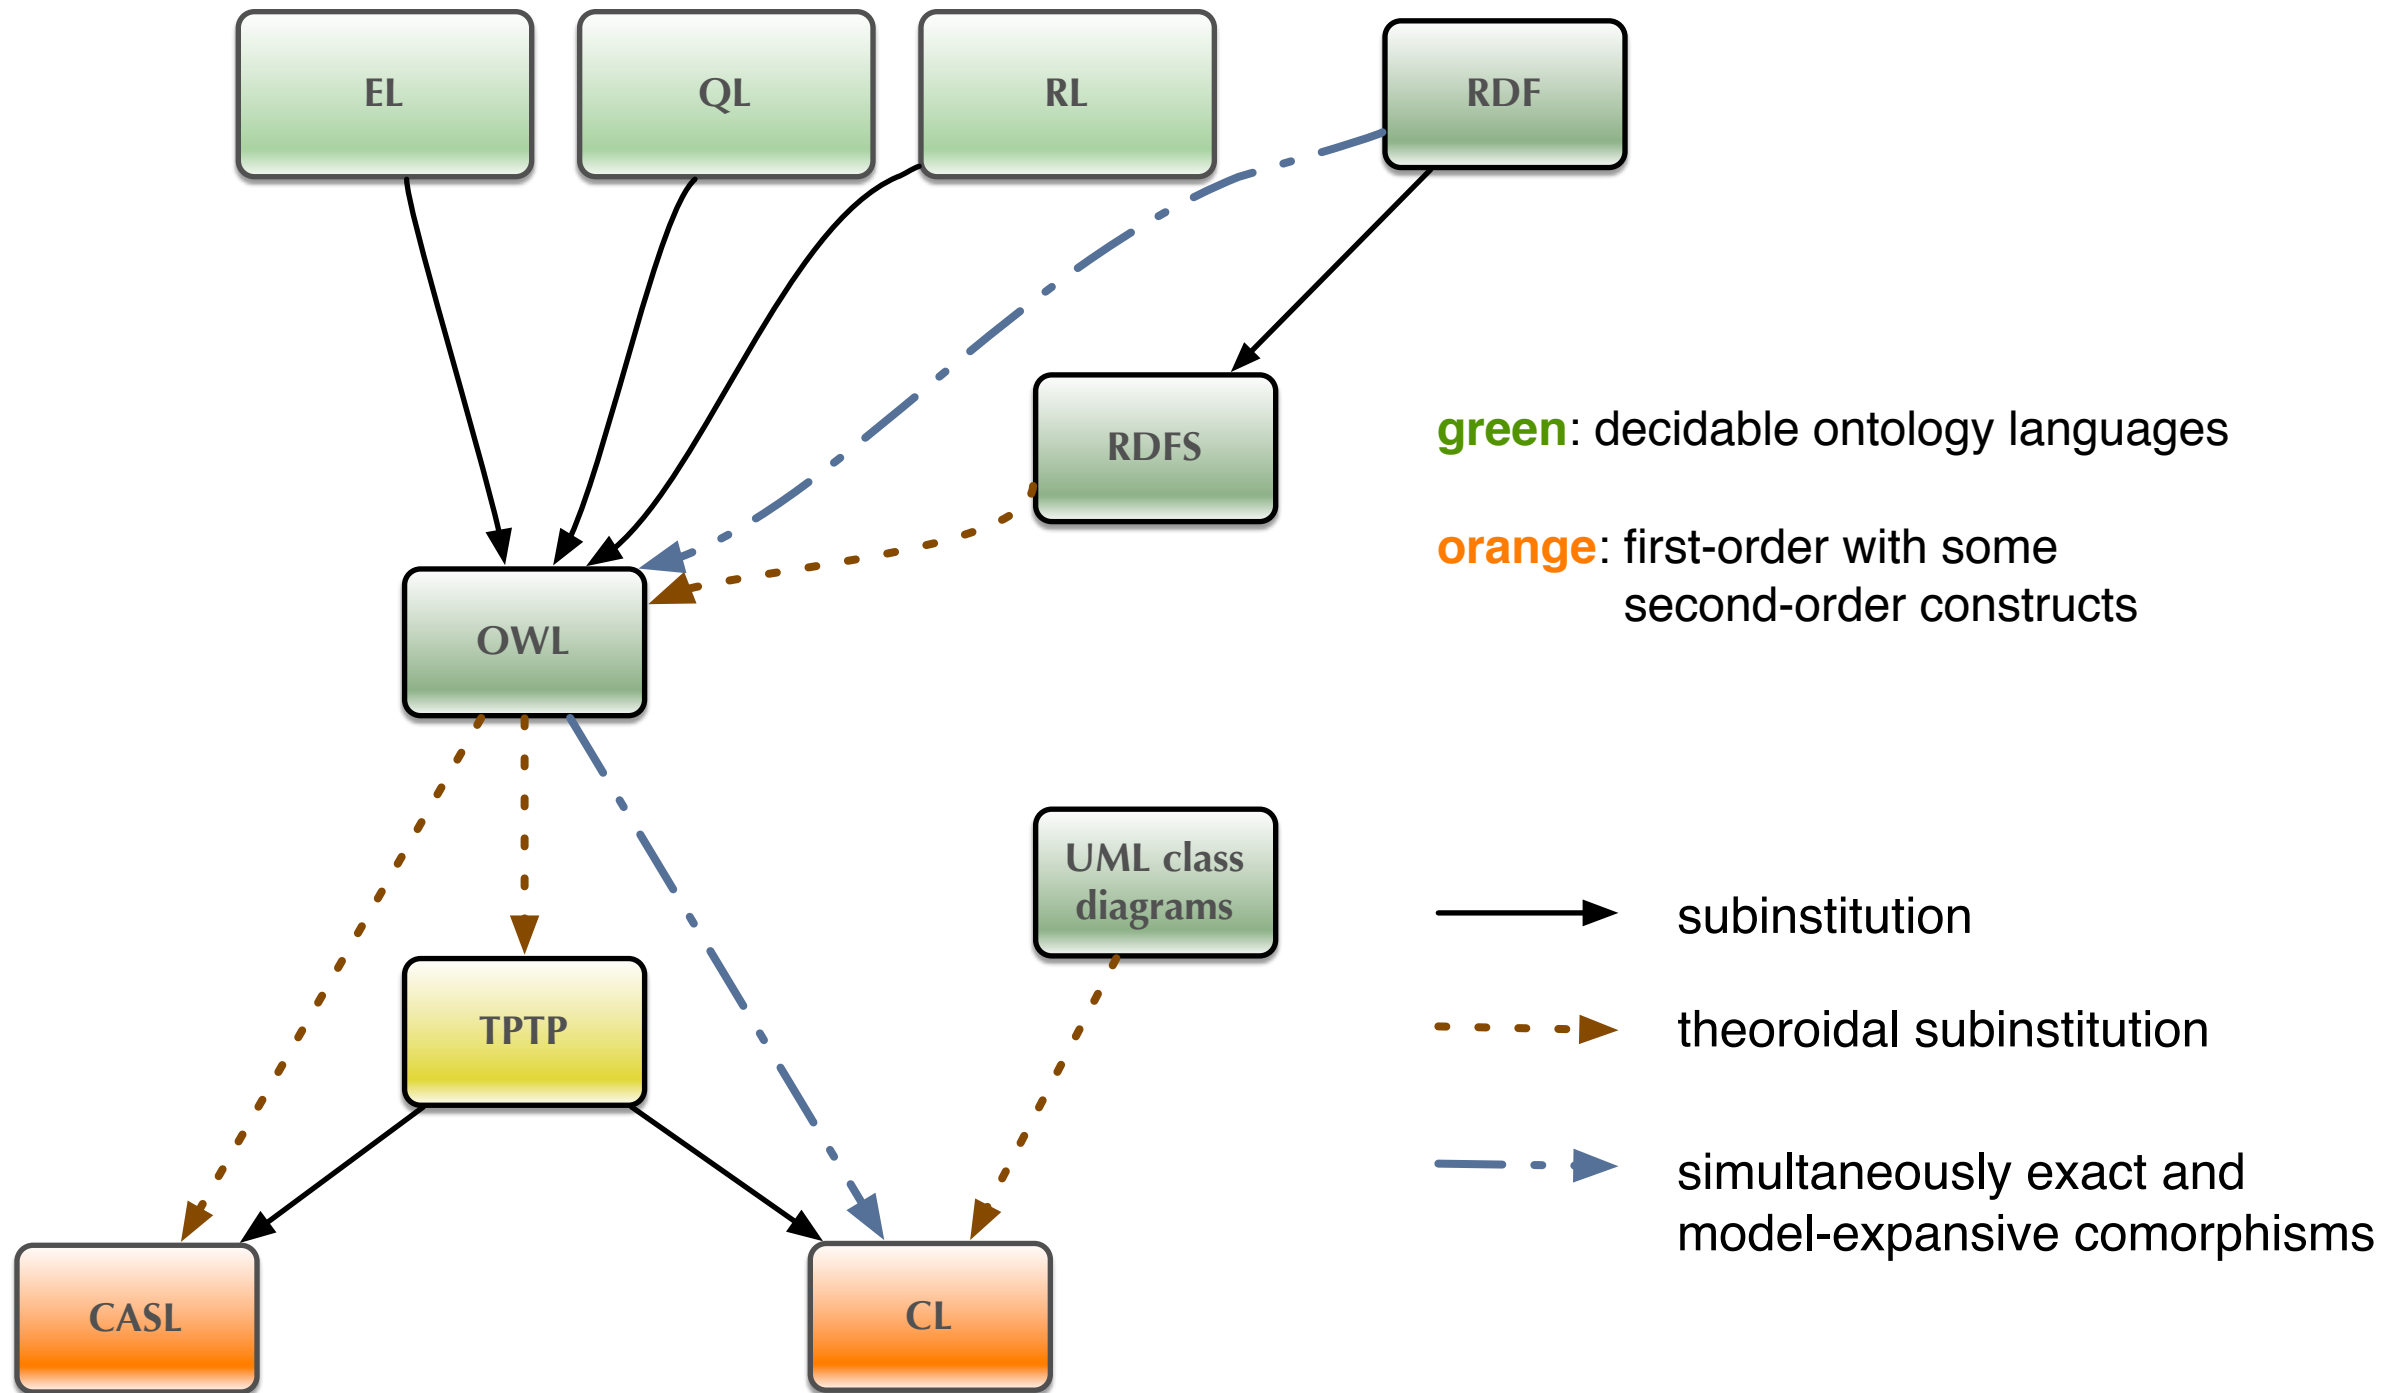 EL
QL
RL
RDF
RDFS
green: decidable ontology languages
orange: first-order with some
second-order constructs
OWL
UML class
diagrams
subinstitution
TPTP
theoroidal subinstitution
simultaneously exact and
model-expansive comorphisms
CASL
CL